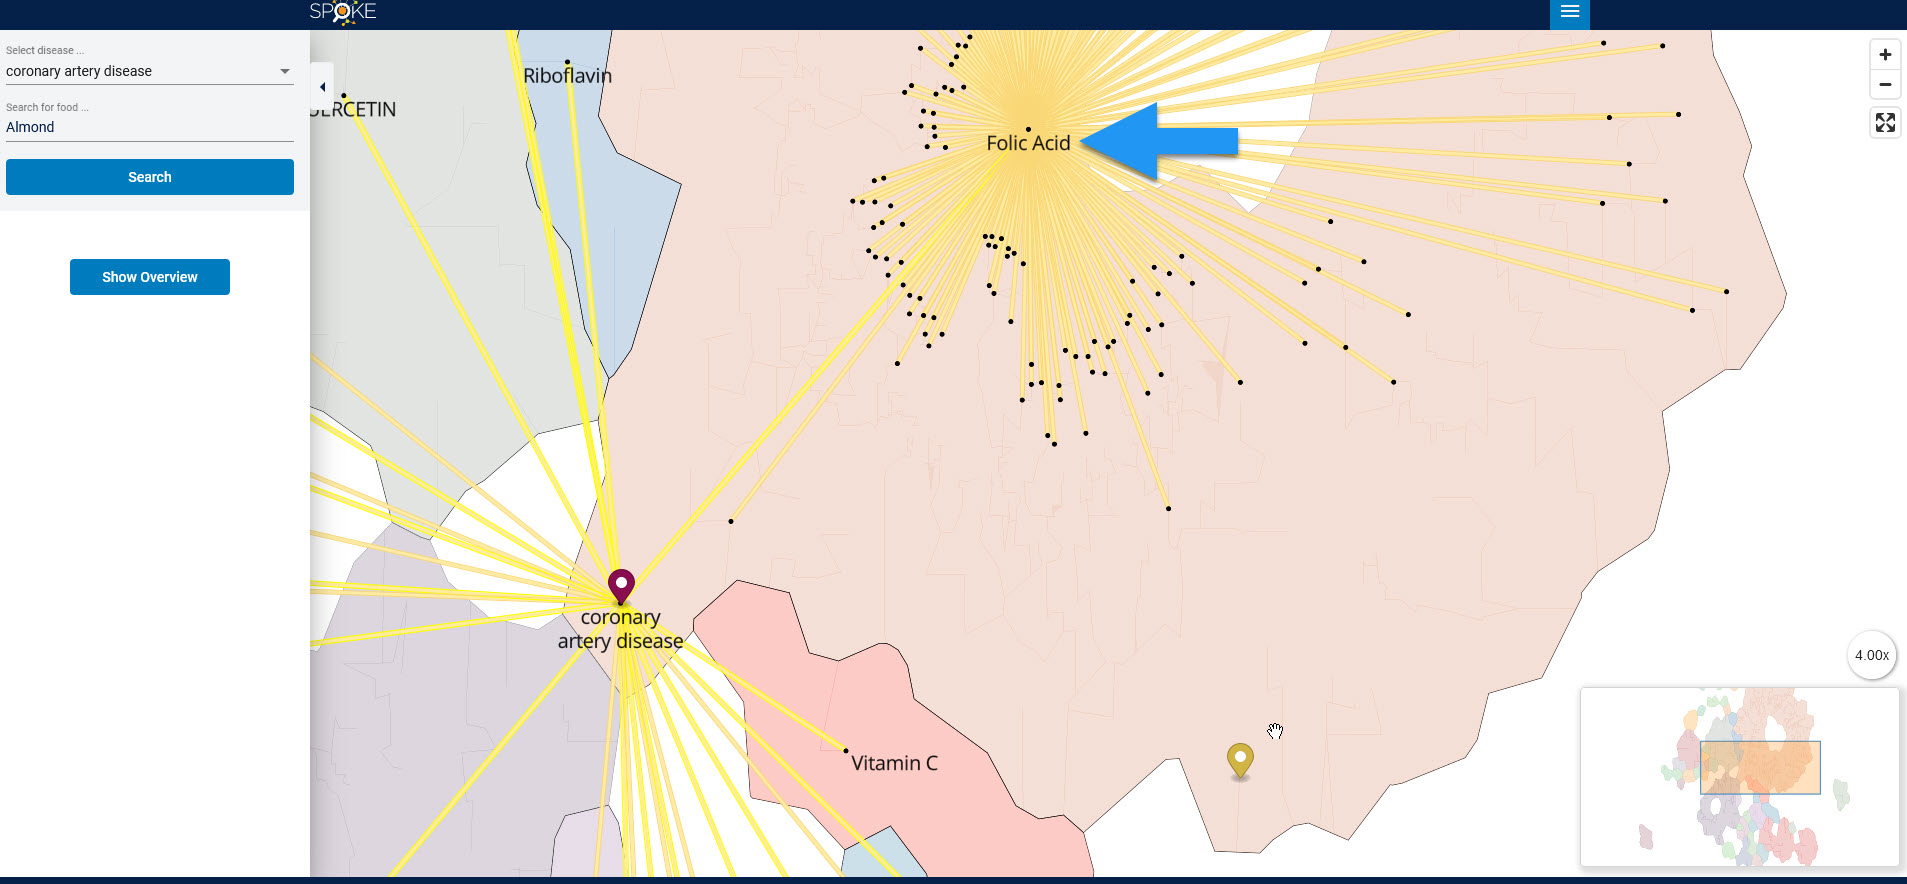 SPOKE
Select disease ...
coronary artery disease
Search for food ...
Almond
Search
Show Overview
Riboflavin
ERCETIN
Folic Acid
coronary
artery disease
Vitamin C
4.00x